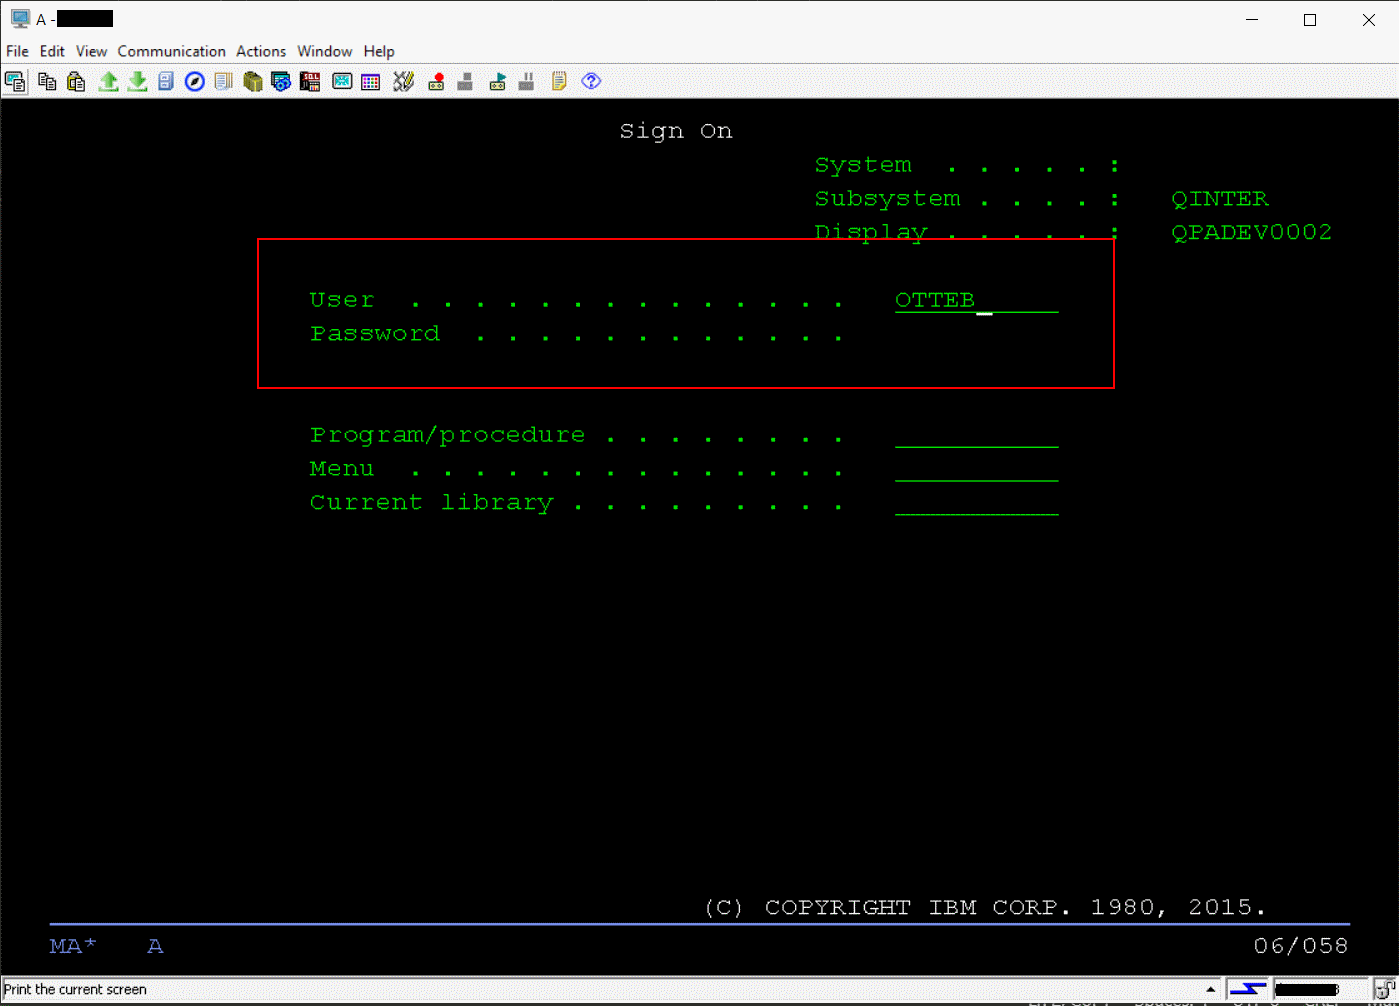 A -
File Edit View Communication Actions Window Help
Sign On
System . . . . . :
Subsystem . . . . : QINTER
Display . . . . . : QPADEV0002
User . . . . . . . . . . . . . . OTTEB_
Password . . . . . . . . . . . .
Program/procedure . . . . . . . .
Menu . . . . . . . . . . . . . .
Current library . . . . . . . . .
(C) COPYRIGHT IBM CORP. 1980, 2015.
MA* A 06/058
Print the current screen